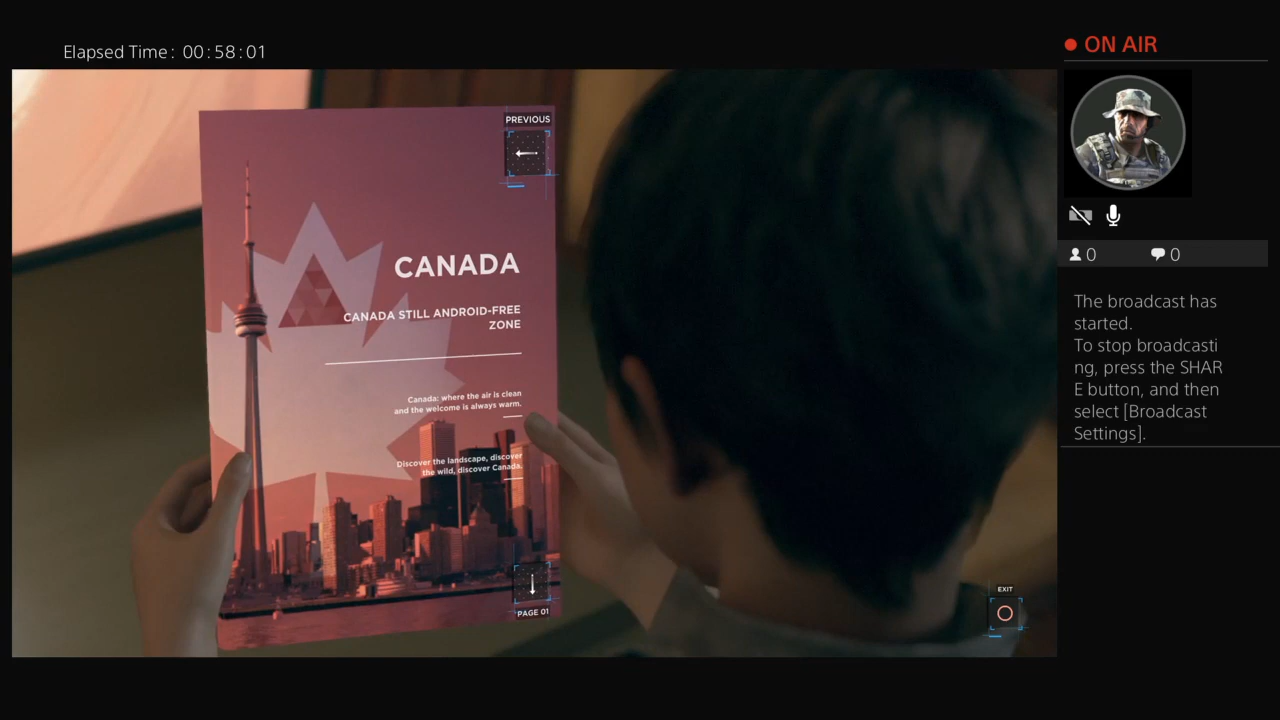 Elapsed Time: 00:58:01
ON AIR
PREVIOUS
CANADA
CANADA STILL ANDROID-FREE
ZONE
Canada: where the air is clean
and the welcome is always warm.
Discover the landscape, discover
the wild, discover Canada.
PAGE 01
EXIT
0
0
The broadcast has
started.
To stop broadcasti
ng, press the SHAR
E button, and then
select [Broadcast
Settings].